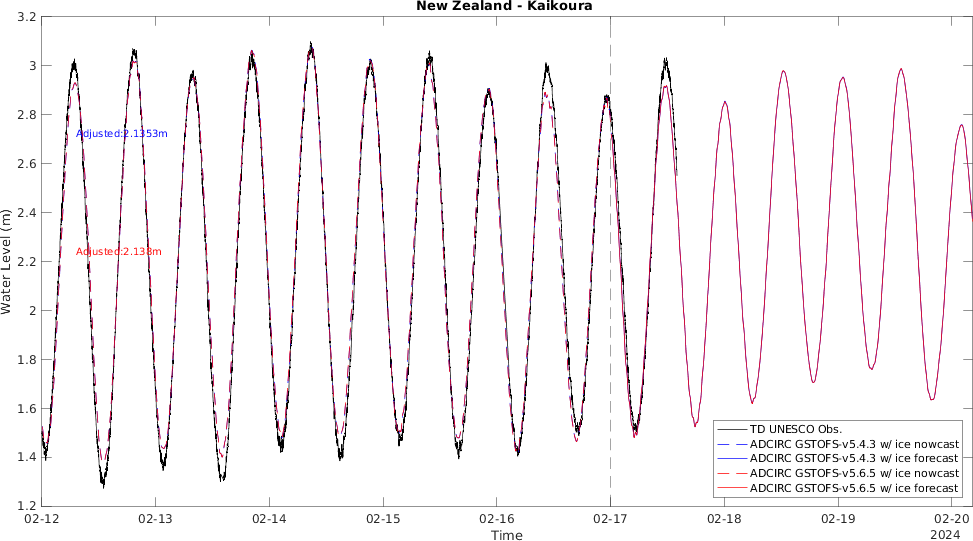 New Zealand - Kaikoura
3.2
3
2.8
2.6
2.4
2.2
2
1.8
1.6
1.4
1.2
Water Level (m)
Adjusted:2.1353m
Adjusted:2.138m
TD UNESCO Obs.
ADCIRC GSTOFS-v5.4.3 w/ ice nowcast
ADCIRC GSTOFS-v5.4.3 w/ ice forecast
ADCIRC GSTOFS-v5.6.5 w/ ice nowcast
ADCIRC GSTOFS-v5.6.5 w/ ice forecast
02-12 02-13 02-14 02-15 02-16 02-17 02-18 02-19 02-20
Time 2024